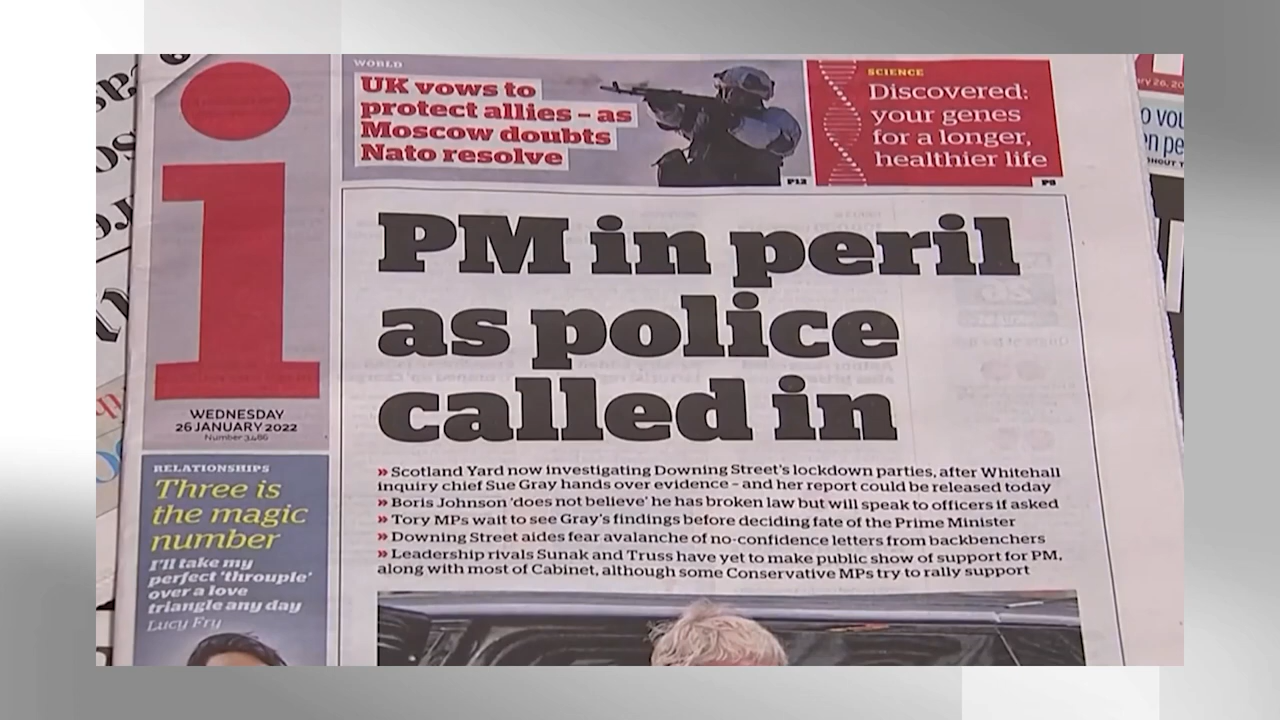 i
WEDNESDAY
26 JANUARY 2022
Number 3,486
RELATIONSHIPS
Three is
the magic
number
I'll take my
perfect 'throuple'
over a love
triangle any day
Lucy Fry
WORLD
UK vows to
protect allies – as
Moscow doubts
Nato resolve
P12
SCIENCE
Discovered:
your genes
for a longer,
healthier life
P9
PM in peril
as police
called in
» Scotland Yard now investigating Downing Street's lockdown parties, after Whitehall
inquiry chief Sue Gray hands over evidence – and her report could be released today
» Boris Johnson 'does not believe' he has broken law but will speak to officers if asked
» Tory MPs wait to see Gray's findings before deciding fate of the Prime Minister
» Downing Street aides fear avalanche of no-confidence letters from backbenchers
» Leadership rivals Sunak and Truss have yet to make public show of support for PM,
along with most of Cabinet, although some Conservative MPs try to rally support